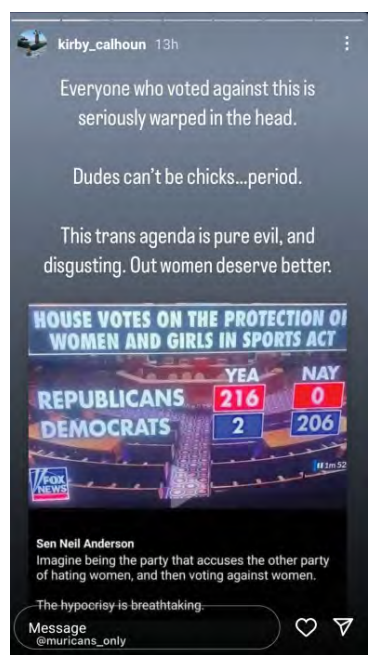 kirby_calhoun 13h
Everyone who voted against this is
seriously warped in the head.
Dudes can't be chicks...period.
This trans agenda is pure evil, and
disgusting. Out women deserve better.
HOUSE VOTES ON THE PROTECTION OF
WOMEN AND GIRLS IN SPORTS ACT
YEA NAY
REPUBLICANS 216 0
DEMOCRATS 2 206
1m 52
FOX
NEWS
Sen Neil Anderson
Imagine being the party that accuses the other party
of hating women, and then voting against women.
The hypocrisy is breathtaking.
Message
@muricans_only